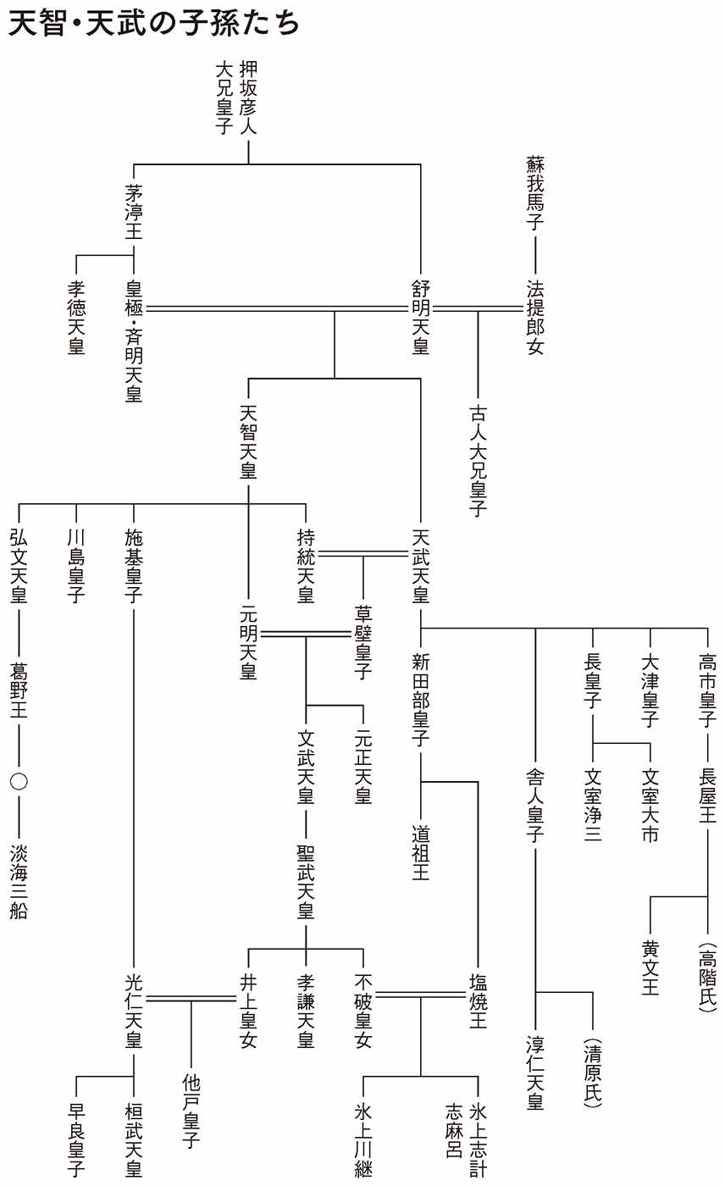 天智・天武の子孫たち
押坂彦人
大兄皇子
蘇我馬子
茅渟王
孝徳天皇
皇極・斉明天皇
舒明天皇
法提郎女
天智天皇
古人大兄皇子
弘文天皇
川島皇子
施基皇子
持統天皇
天武天皇
元明天皇
草壁皇子
葛野王
新田部皇子
長皇子
大津皇子
高市皇子
文武天皇
元正天皇
舎人皇子
文室浄三
文室大市
長屋王
道祖王
○
淡海三船
聖武天皇
黄文王
(高階氏)
光仁天皇
井上皇女
孝謙天皇
不破皇女
塩焼王
淳仁天皇
(清原氏)
早良皇子
桓武天皇
他戸皇子
氷上川継
氷上志計
志麻呂